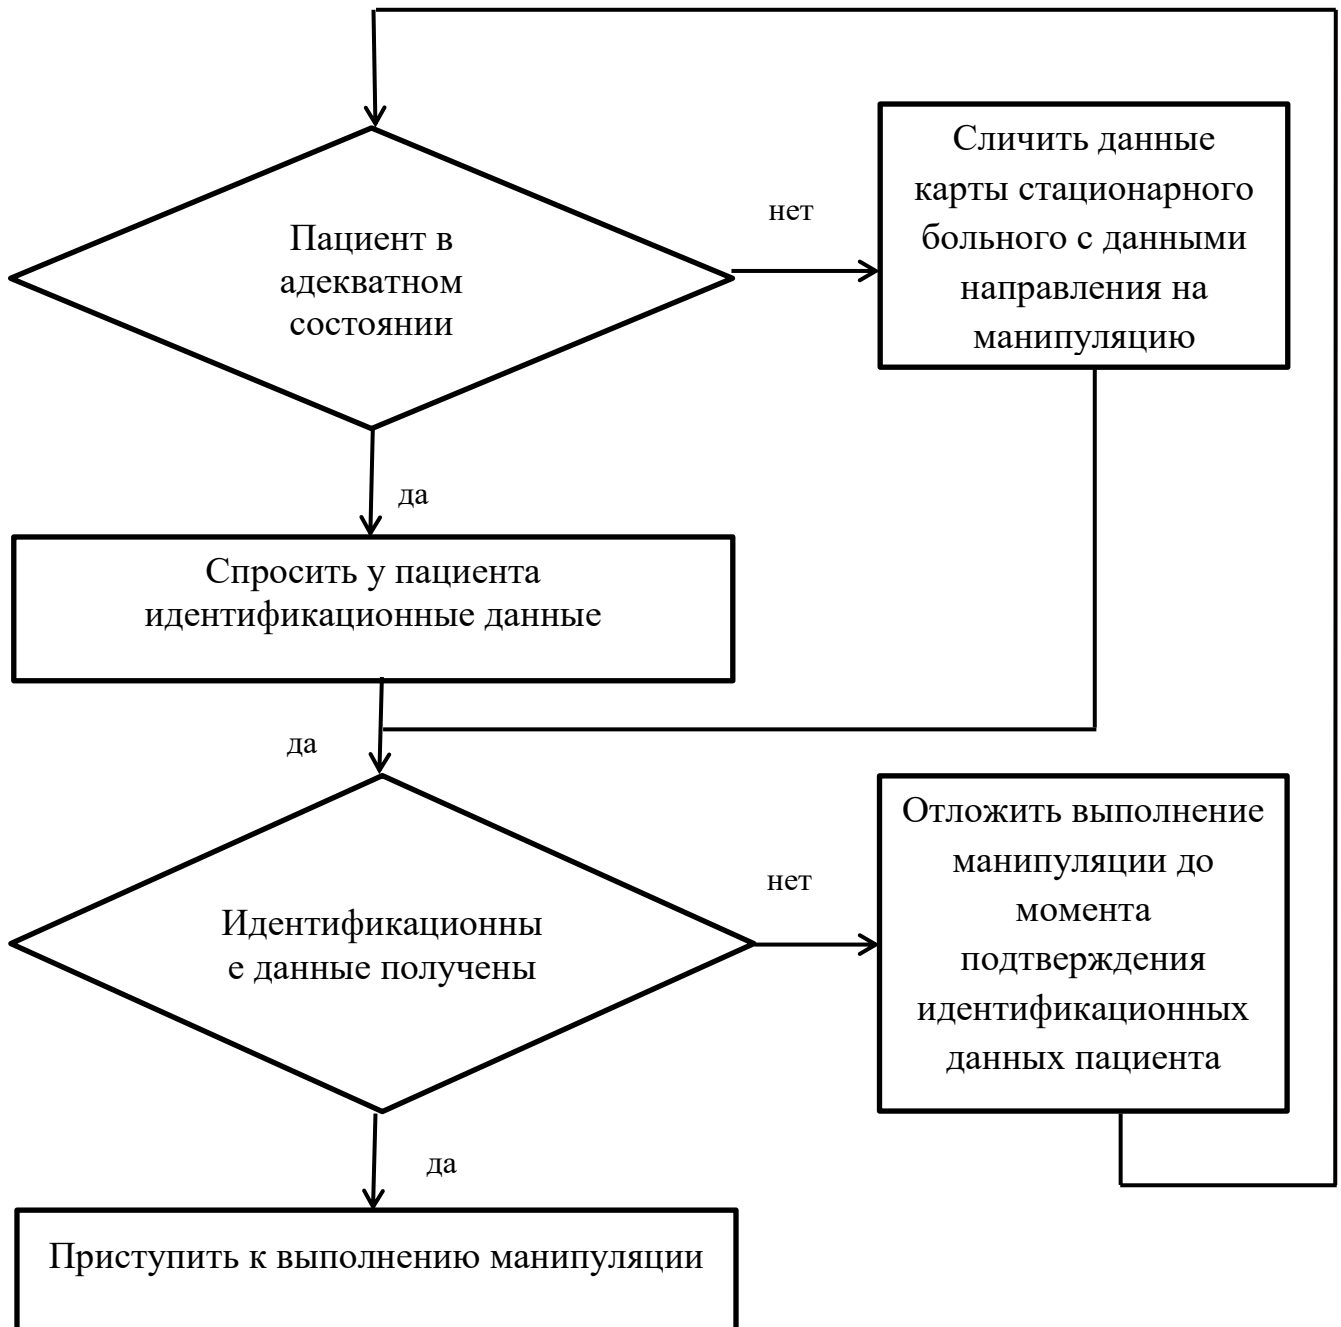 Пациент в
адекватном
состоянии
нет
Сличить данные
карты стационарного
больного с данными
направления на
манипуляцию
да
Спросить у пациента
идентификационные данные
да
Идентификационны
е данные получены
нет
Отложить выполнение
манипуляции до
момента
подтверждения
идентификационных
данных пациента
да
Приступить к выполнению манипуляции